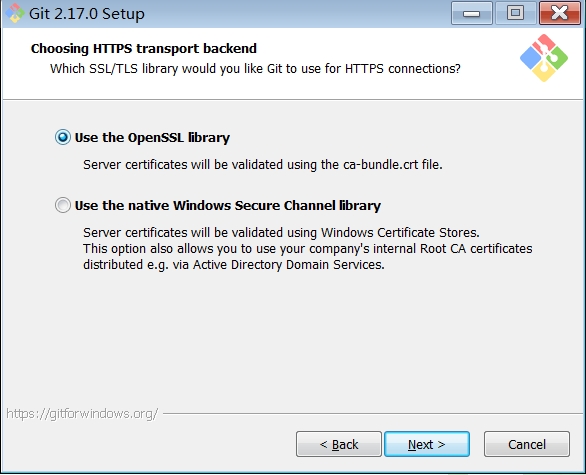 Git 2.17.0 Setup
Choosing HTTPS transport backend
Which SSL/TLS library would you like Git to use for HTTPS connections?
Use the OpenSSL library
Server certificates will be validated using the ca-bundle.crt file.
Use the native Windows Secure Channel library
Server certificates will be validated using Windows Certificate Stores.
This option also allows you to use your company's internal Root CA certificates
distributed e.g. via Active Directory Domain Services.
https://gitforwindows.org/
< Back
Next >
Cancel